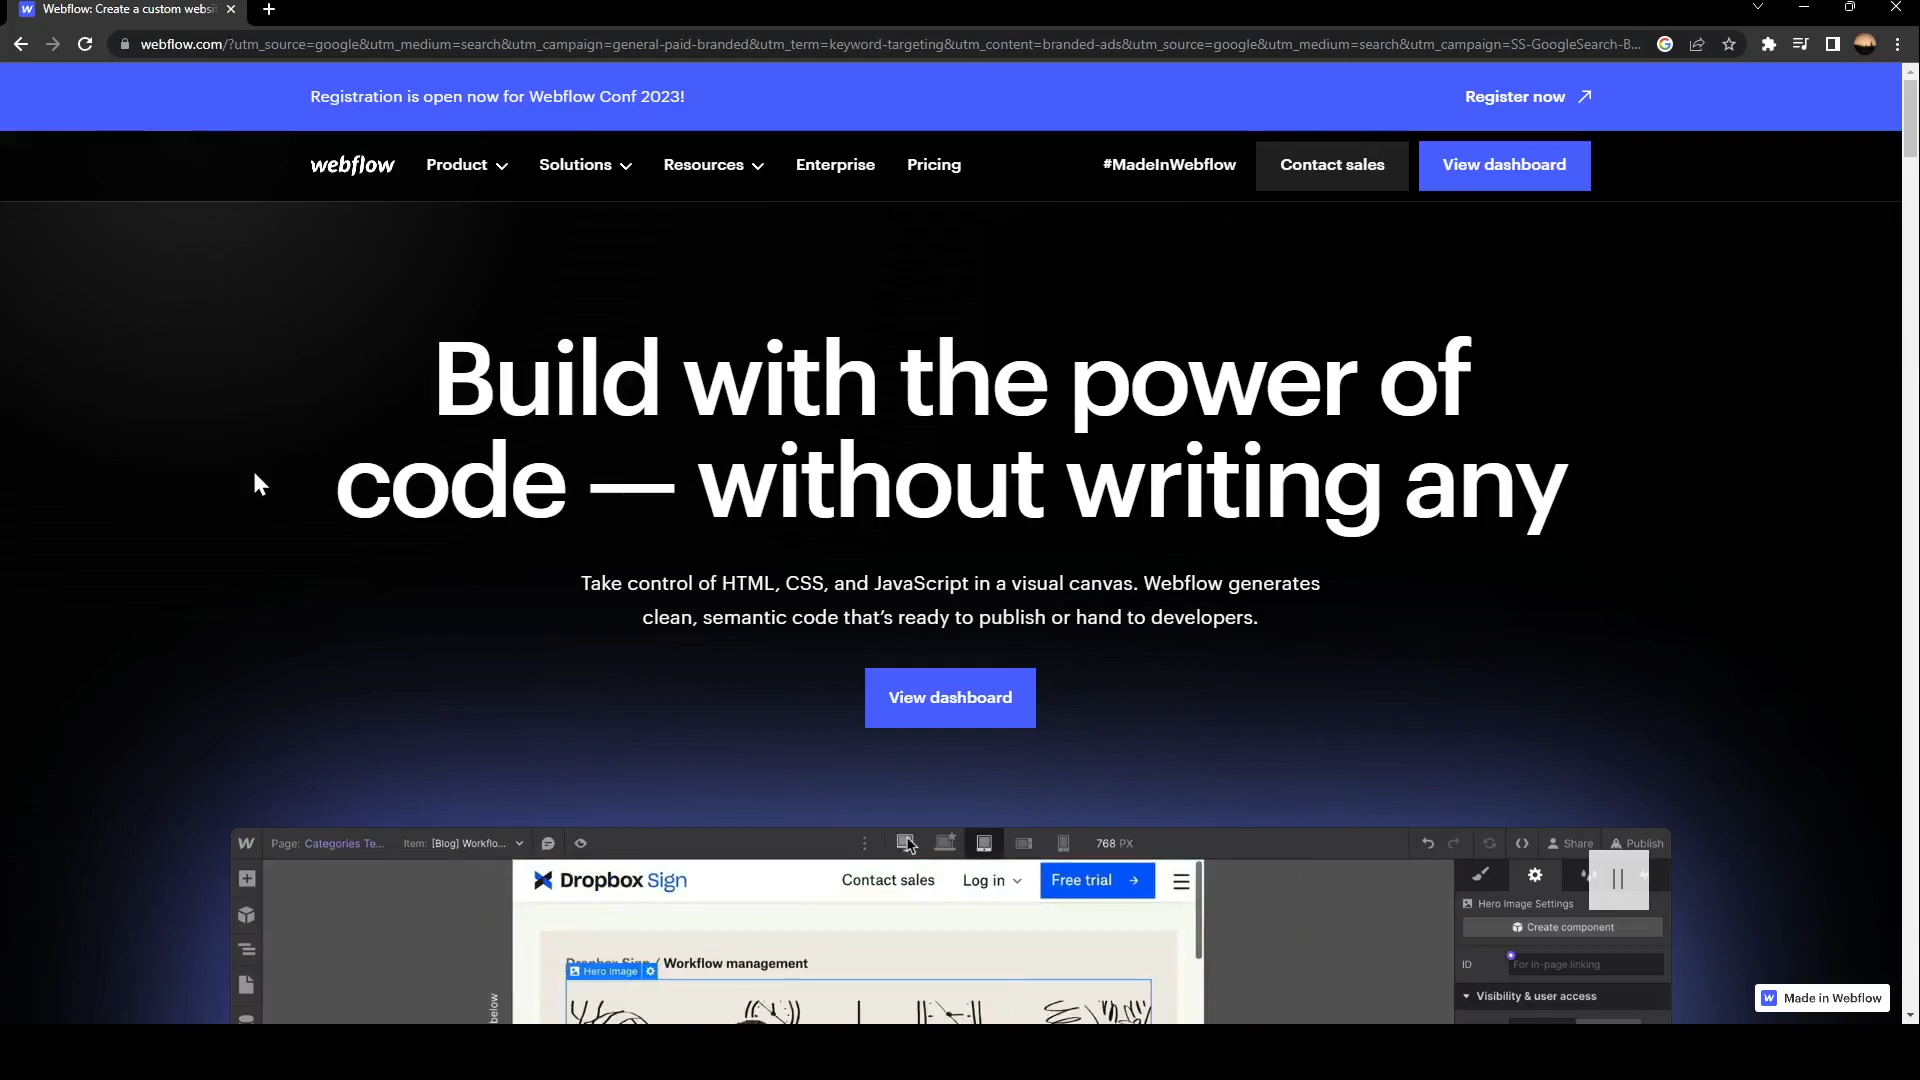 Webflow: Create a custom websi
webflow.com/?utm_source=google&utm_medium=search&utm_campaign=general-paid-branded&utm_term=keyword-targeting&utm_content=branded-ads&utm_source=google&utm_medium=search&utm_campaign=SS-GoogleSearch-B...
Registration is open now for Webflow Conf 2023!
Register now
webflow Product Solutions Resources Enterprise Pricing #MadeInWebflow Contact sales View dashboard
Build with the power of
code — without writing any
Take control of HTML, CSS, and JavaScript in a visual canvas. Webflow generates
clean, semantic code that's ready to publish or hand to developers.
View dashboard
Page: Categories Te... Item: [Blog] Workflo... 768 PX Share Publish
Dropbox Sign Contact sales Log in Free trial
Hero Image Settings
Create component
Dropbox Sign / Workflow management
Hero Image
ID For in-page linking
Visibility & user access
below
Made in Webflow